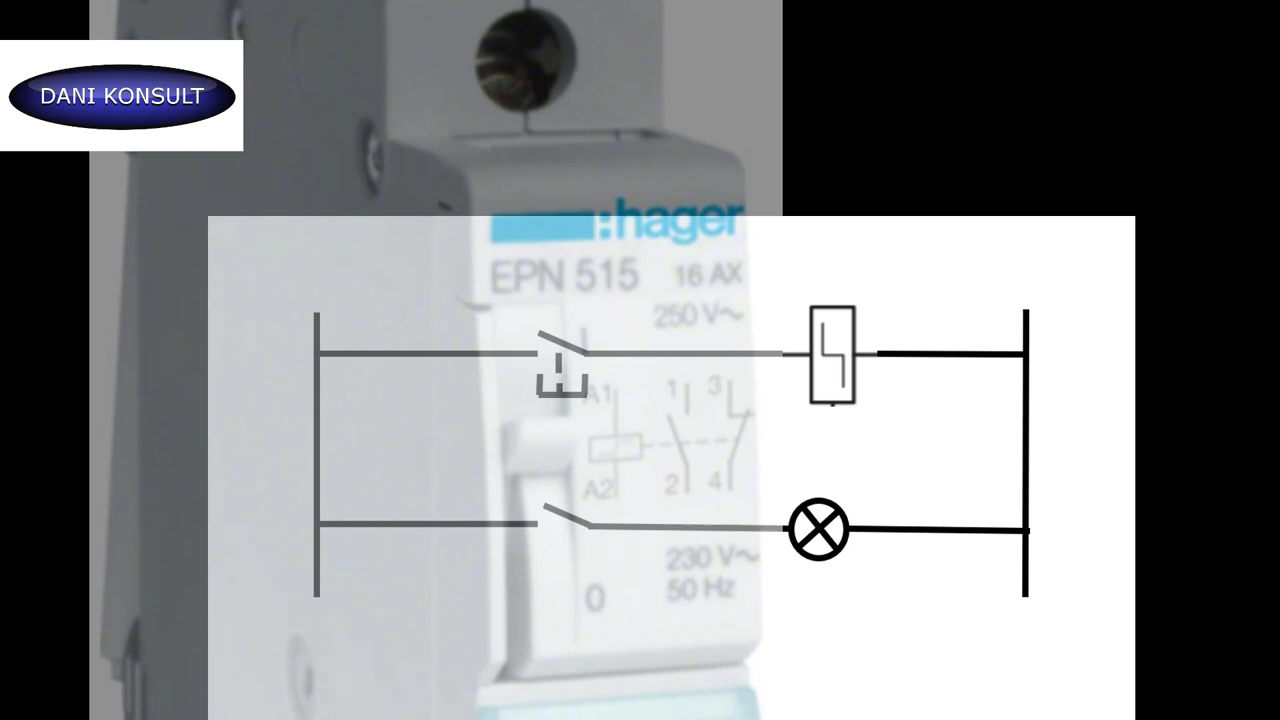 DANI KONSULT
:hager
EPN 515 16 AX
250 V~
I
A1 1 3
A2 2 4
230 V~
50 Hz
0